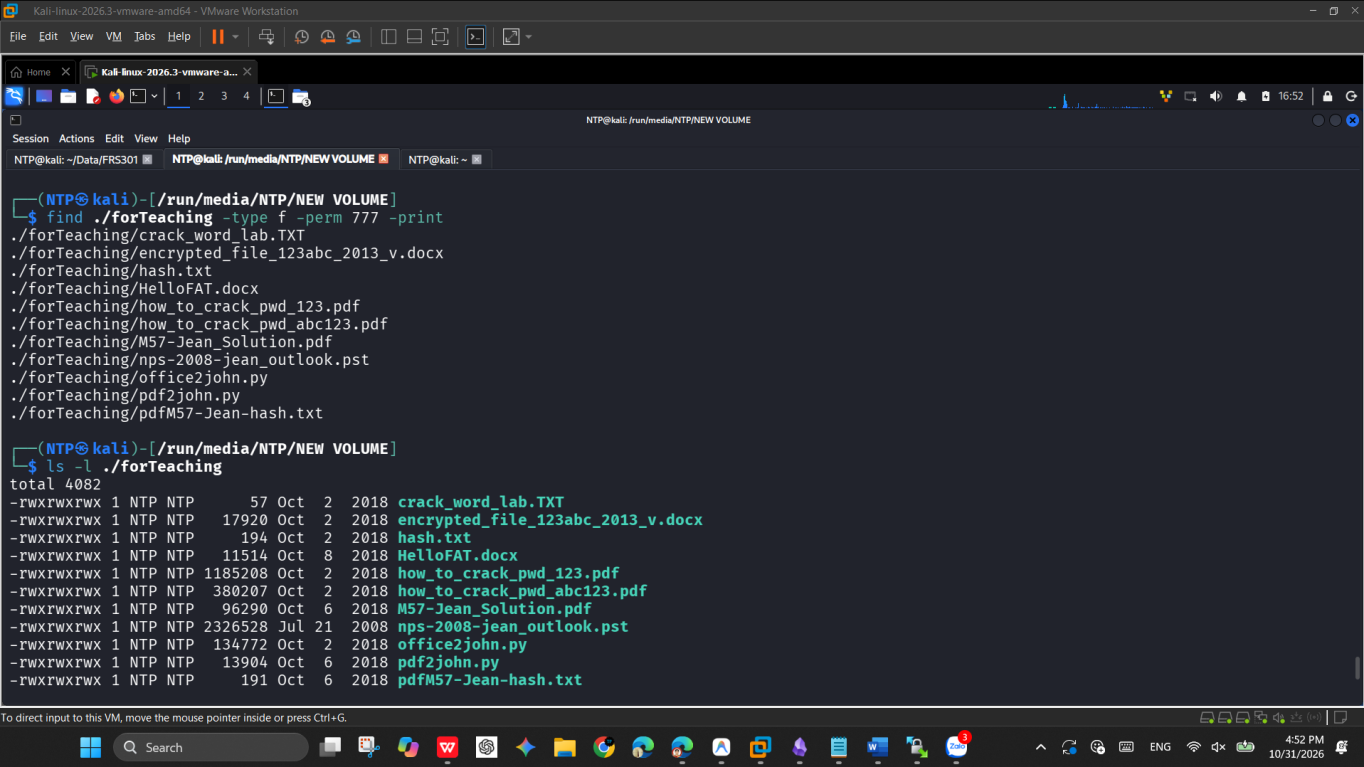 Kali-linux-2026.3-vmware-amd64 - VMware Workstation
File Edit View VM Tabs Help
Home Kali-linux-2026.3-vmware-a...
1 2 3 4 3 16:52
NTP@kali: /run/media/NTP/NEW VOLUME
Session Actions Edit View Help
NTP@kali: ~/Data/FRS301 NTP@kali: /run/media/NTP/NEW VOLUME NTP@kali: ~
┌──(NTP㉿kali)-[/run/media/NTP/NEW VOLUME]
└─$ find ./forTeaching -type f -perm 777 -print
./forTeaching/crack_word_lab.TXT
./forTeaching/encrypted_file_123abc_2013_v.docx
./forTeaching/hash.txt
./forTeaching/HelloFAT.docx
./forTeaching/how_to_crack_pwd_123.pdf
./forTeaching/how_to_crack_pwd_abc123.pdf
./forTeaching/M57-Jean_Solution.pdf
./forTeaching/nps-2008-jean_outlook.pst
./forTeaching/office2john.py
./forTeaching/pdf2john.py
./forTeaching/pdfM57-Jean-hash.txt
┌──(NTP㉿kali)-[/run/media/NTP/NEW VOLUME]
└─$ ls -l ./forTeaching
total 4082
-rwxrwxrwx 1 NTP NTP 57 Oct 2 2018 crack_word_lab.TXT
-rwxrwxrwx 1 NTP NTP 17920 Oct 2 2018 encrypted_file_123abc_2013_v.docx
-rwxrwxrwx 1 NTP NTP 194 Oct 2 2018 hash.txt
-rwxrwxrwx 1 NTP NTP 11514 Oct 8 2018 HelloFAT.docx
-rwxrwxrwx 1 NTP NTP 1185208 Oct 2 2018 how_to_crack_pwd_123.pdf
-rwxrwxrwx 1 NTP NTP 380207 Oct 2 2018 how_to_crack_pwd_abc123.pdf
-rwxrwxrwx 1 NTP NTP 96290 Oct 6 2018 M57-Jean_Solution.pdf
-rwxrwxrwx 1 NTP NTP 2326528 Jul 21 2008 nps-2008-jean_outlook.pst
-rwxrwxrwx 1 NTP NTP 134772 Oct 2 2018 office2john.py
-rwxrwxrwx 1 NTP NTP 13904 Oct 6 2018 pdf2john.py
-rwxrwxrwx 1 NTP NTP 191 Oct 6 2018 pdfM57-Jean-hash.txt
To direct input to this VM, move the mouse pointer inside or press Ctrl+G.
Search Zalo 3 ENG 4:52 PM
10/31/2026